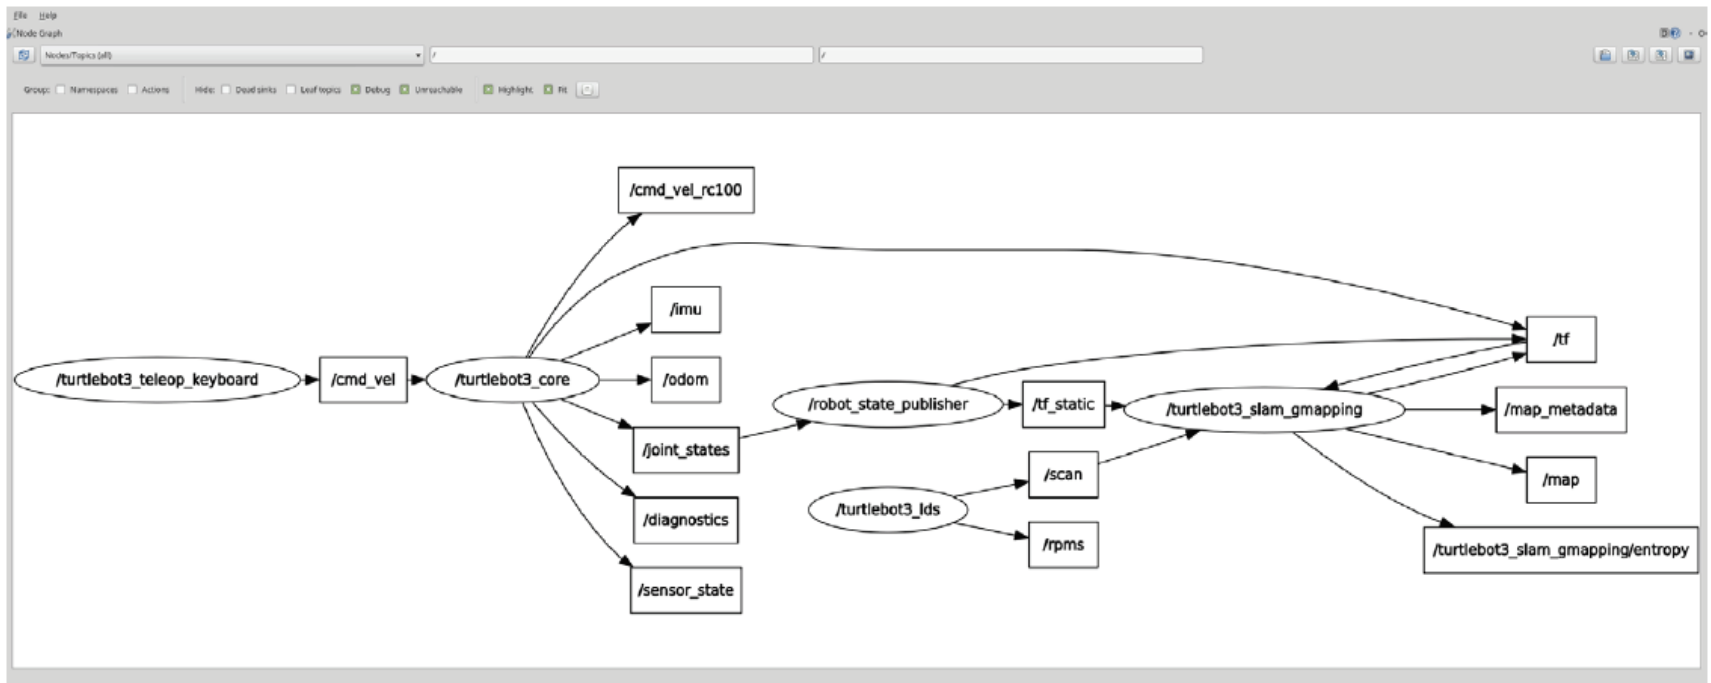 File Help
Node Graph
Nodes/Topics (all) / /
Group: Namespaces Actions Hide: Dead sinks Leaf topics Debug Unreachable Highlight Fit
/cmd_vel_rc100
/imu
/tf
/turtlebot3_teleop_keyboard /cmd_vel /turtlebot3_core /odom
/robot_state_publisher /tf_static /turtlebot3_slam_gmapping /map_metadata
/joint_states
/scan
/map
/turtlebot3_lds
/diagnostics
/rpms
/turtlebot3_slam_gmapping/entropy
/sensor_state